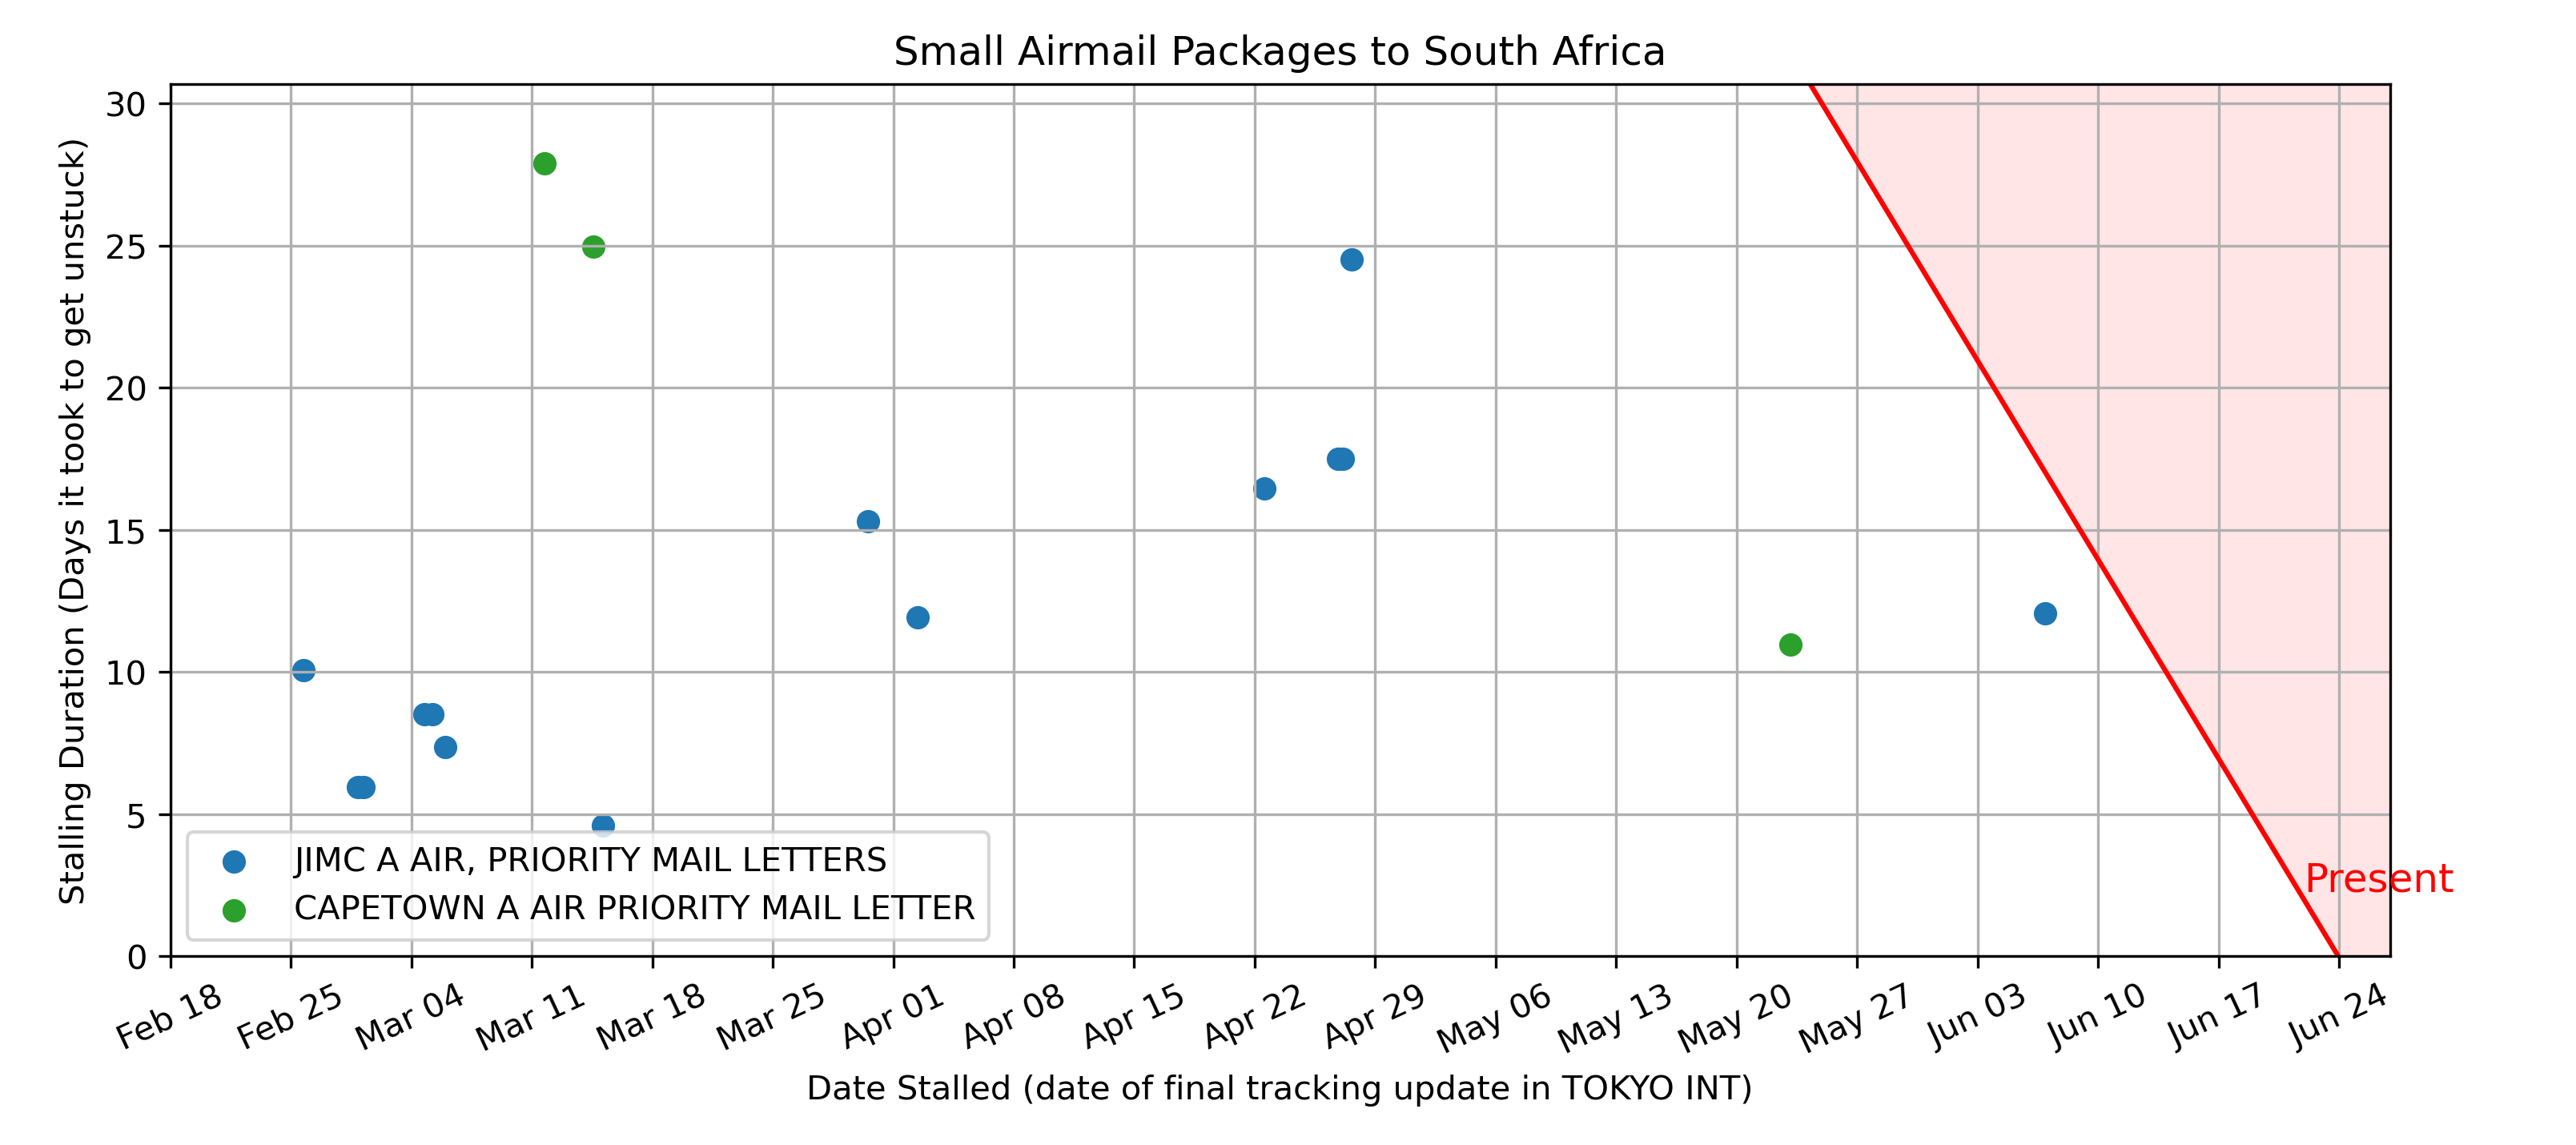 Small Airmail Packages to South Africa
Stalling Duration (Days it took to get unstuck)
30
25
20
15
10
5
0
JIMC A AIR, PRIORITY MAIL LETTERS
CAPETOWN A AIR PRIORITY MAIL LETTER
Present
Feb 18 Feb 25 Mar 04 Mar 11 Mar 18 Mar 25 Apr 01 Apr 08 Apr 15 Apr 22 Apr 29 May 06 May 13 May 20 May 27 Jun 03 Jun 10 Jun 17 Jun 24
Date Stalled (date of final tracking update in TOKYO INT)